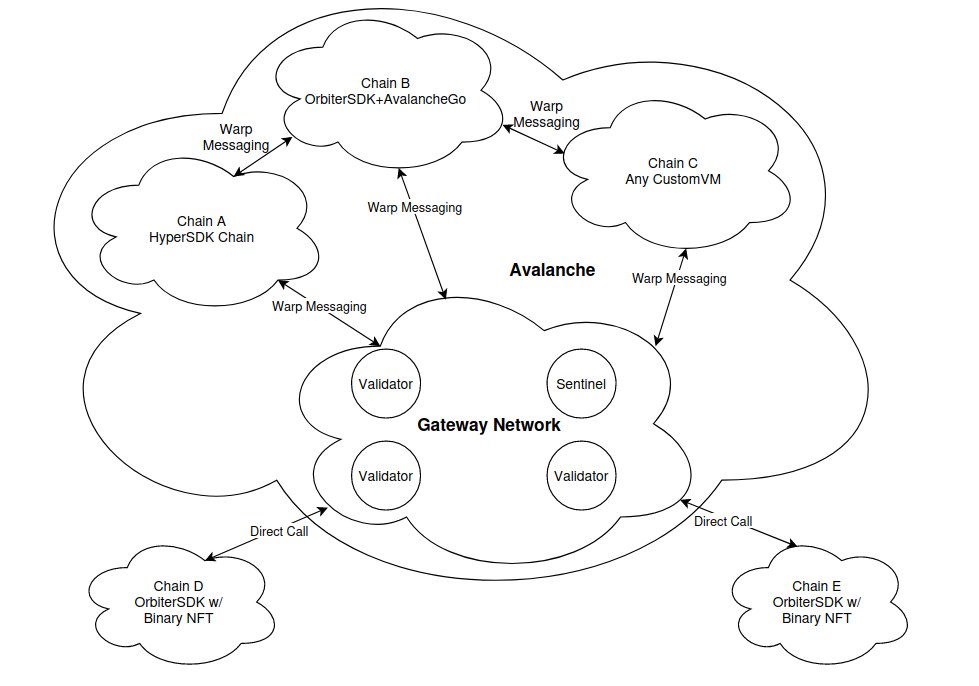 Chain B
OrbiterSDK+AvalancheGo
Warp
Messaging
Warp
Messaging
Chain C
Any CustomVM
Chain A
HyperSDK Chain
Warp Messaging
Avalanche
Warp Messaging
Warp Messaging
Validator
Sentinel
Gateway Network
Validator
Validator
Direct Call
Direct Call
Chain D
OrbiterSDK w/
Binary NFT
Chain E
OrbiterSDK w/
Binary NFT